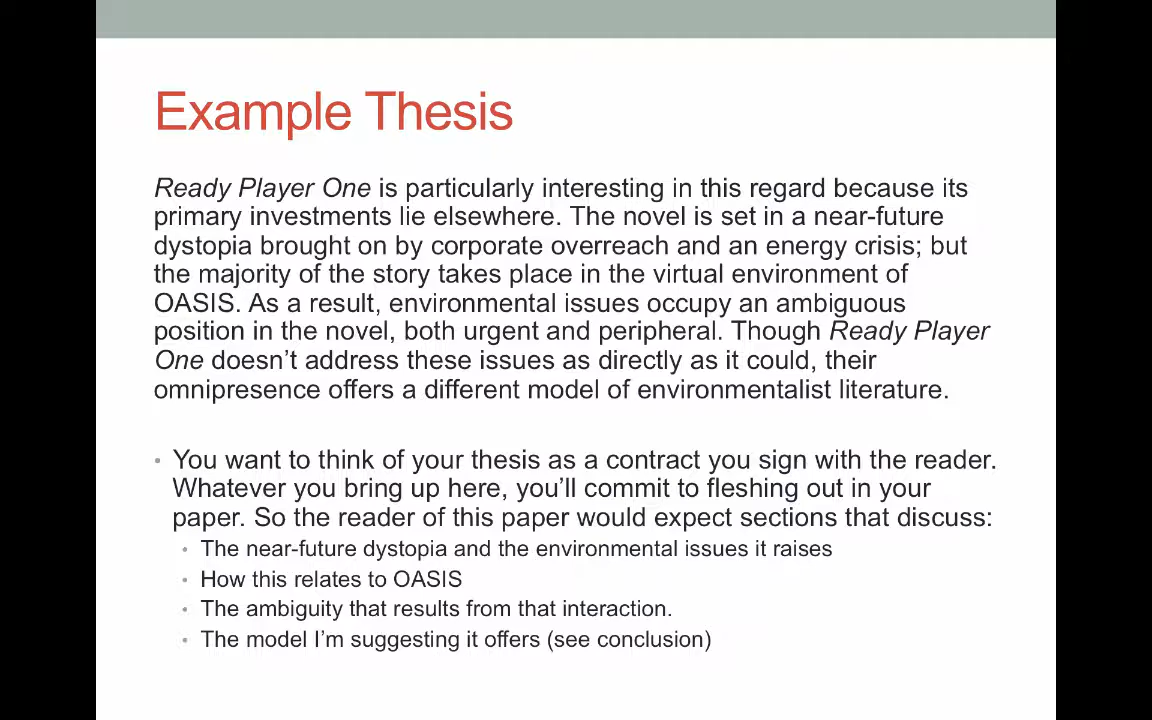 Example Thesis
Ready Player One is particularly interesting in this regard because its
primary investments lie elsewhere. The novel is set in a near-future
dystopia brought on by corporate overreach and an energy crisis; but
the majority of the story takes place in the virtual environment of
OASIS. As a result, environmental issues occupy an ambiguous
position in the novel, both urgent and peripheral. Though Ready Player
One doesn’t address these issues as directly as it could, their
omnipresence offers a different model of environmentalist literature.
• You want to think of your thesis as a contract you sign with the reader.
Whatever you bring up here, you’ll commit to fleshing out in your
paper. So the reader of this paper would expect sections that discuss:
• The near-future dystopia and the environmental issues it raises
• How this relates to OASIS
• The ambiguity that results from that interaction.
• The model I’m suggesting it offers (see conclusion)